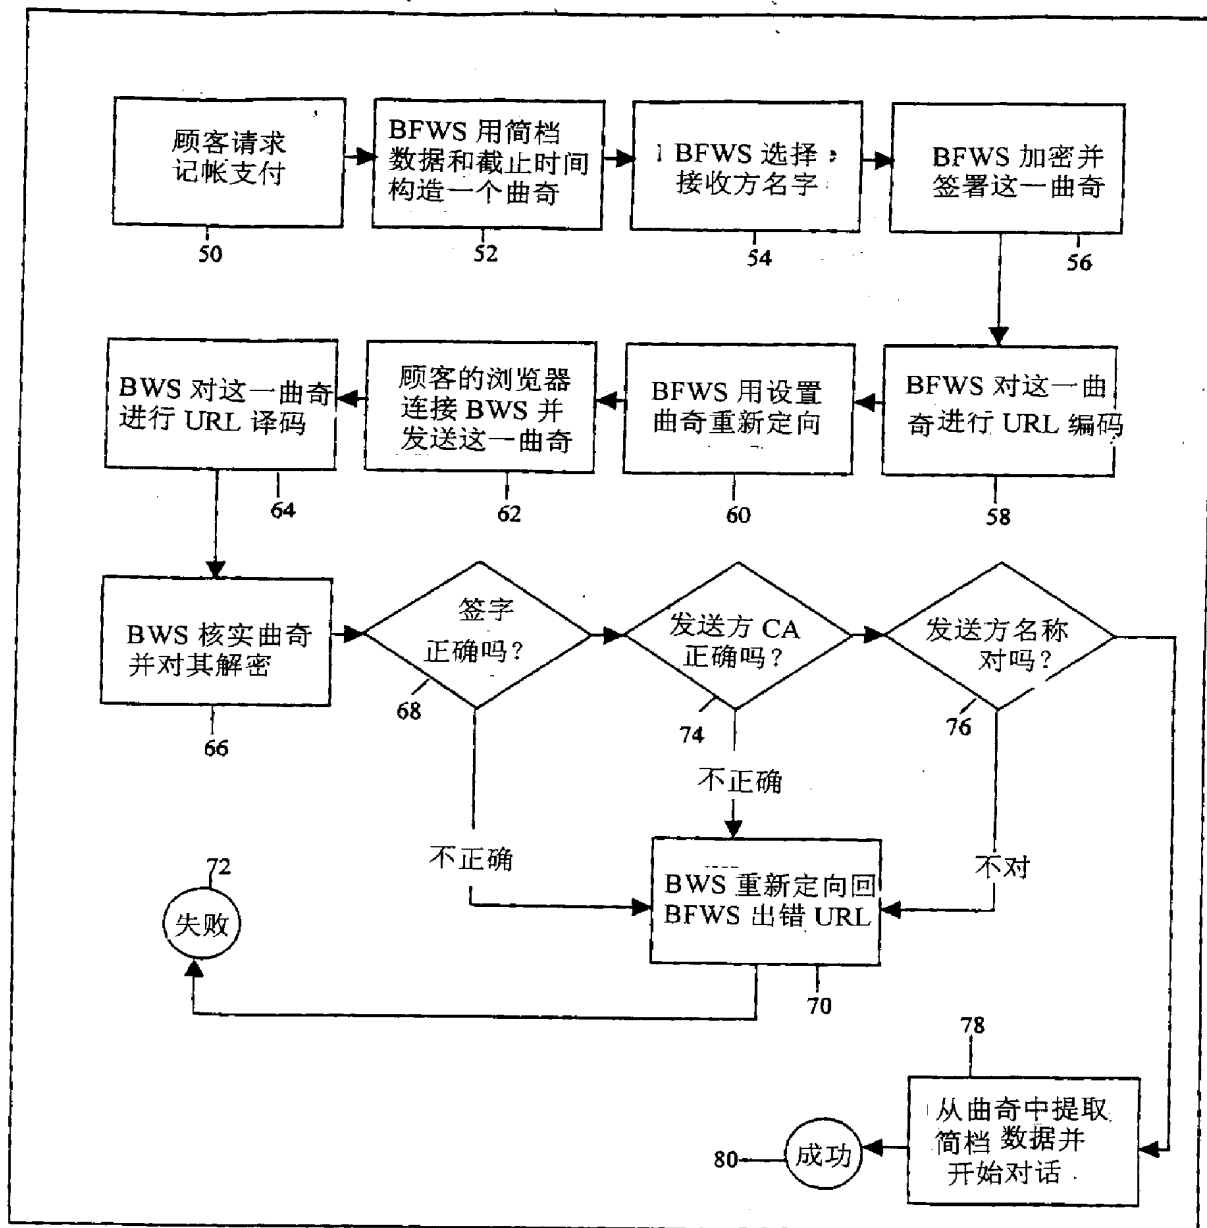 顾客请求
记帐支付
50
BFWS 用简档
数据和截止时间
构造一个曲奇
52
BFWS 选择
接收方名字
54
BFWS 加密并
签署这一曲奇
56
BWS 对这一曲奇
进行 URL 译码
64
顾客的浏览器
连接 BWS 并
发送这一曲奇
62
BFWS 用设置
曲奇重新定向
60
BFWS 对这一曲
奇进行 URL 编码
58
BWS 核实曲奇
并对其解密
66
签字
正确吗?
68
发送方 CA
正确吗?
74
发送方名称
对吗?
76
不正确
不正确
不对
72
失败
BWS 重新定向回
BFWS 出错 URL
70
78
从曲奇中提取
简档 数据并
开始对话
80
成功